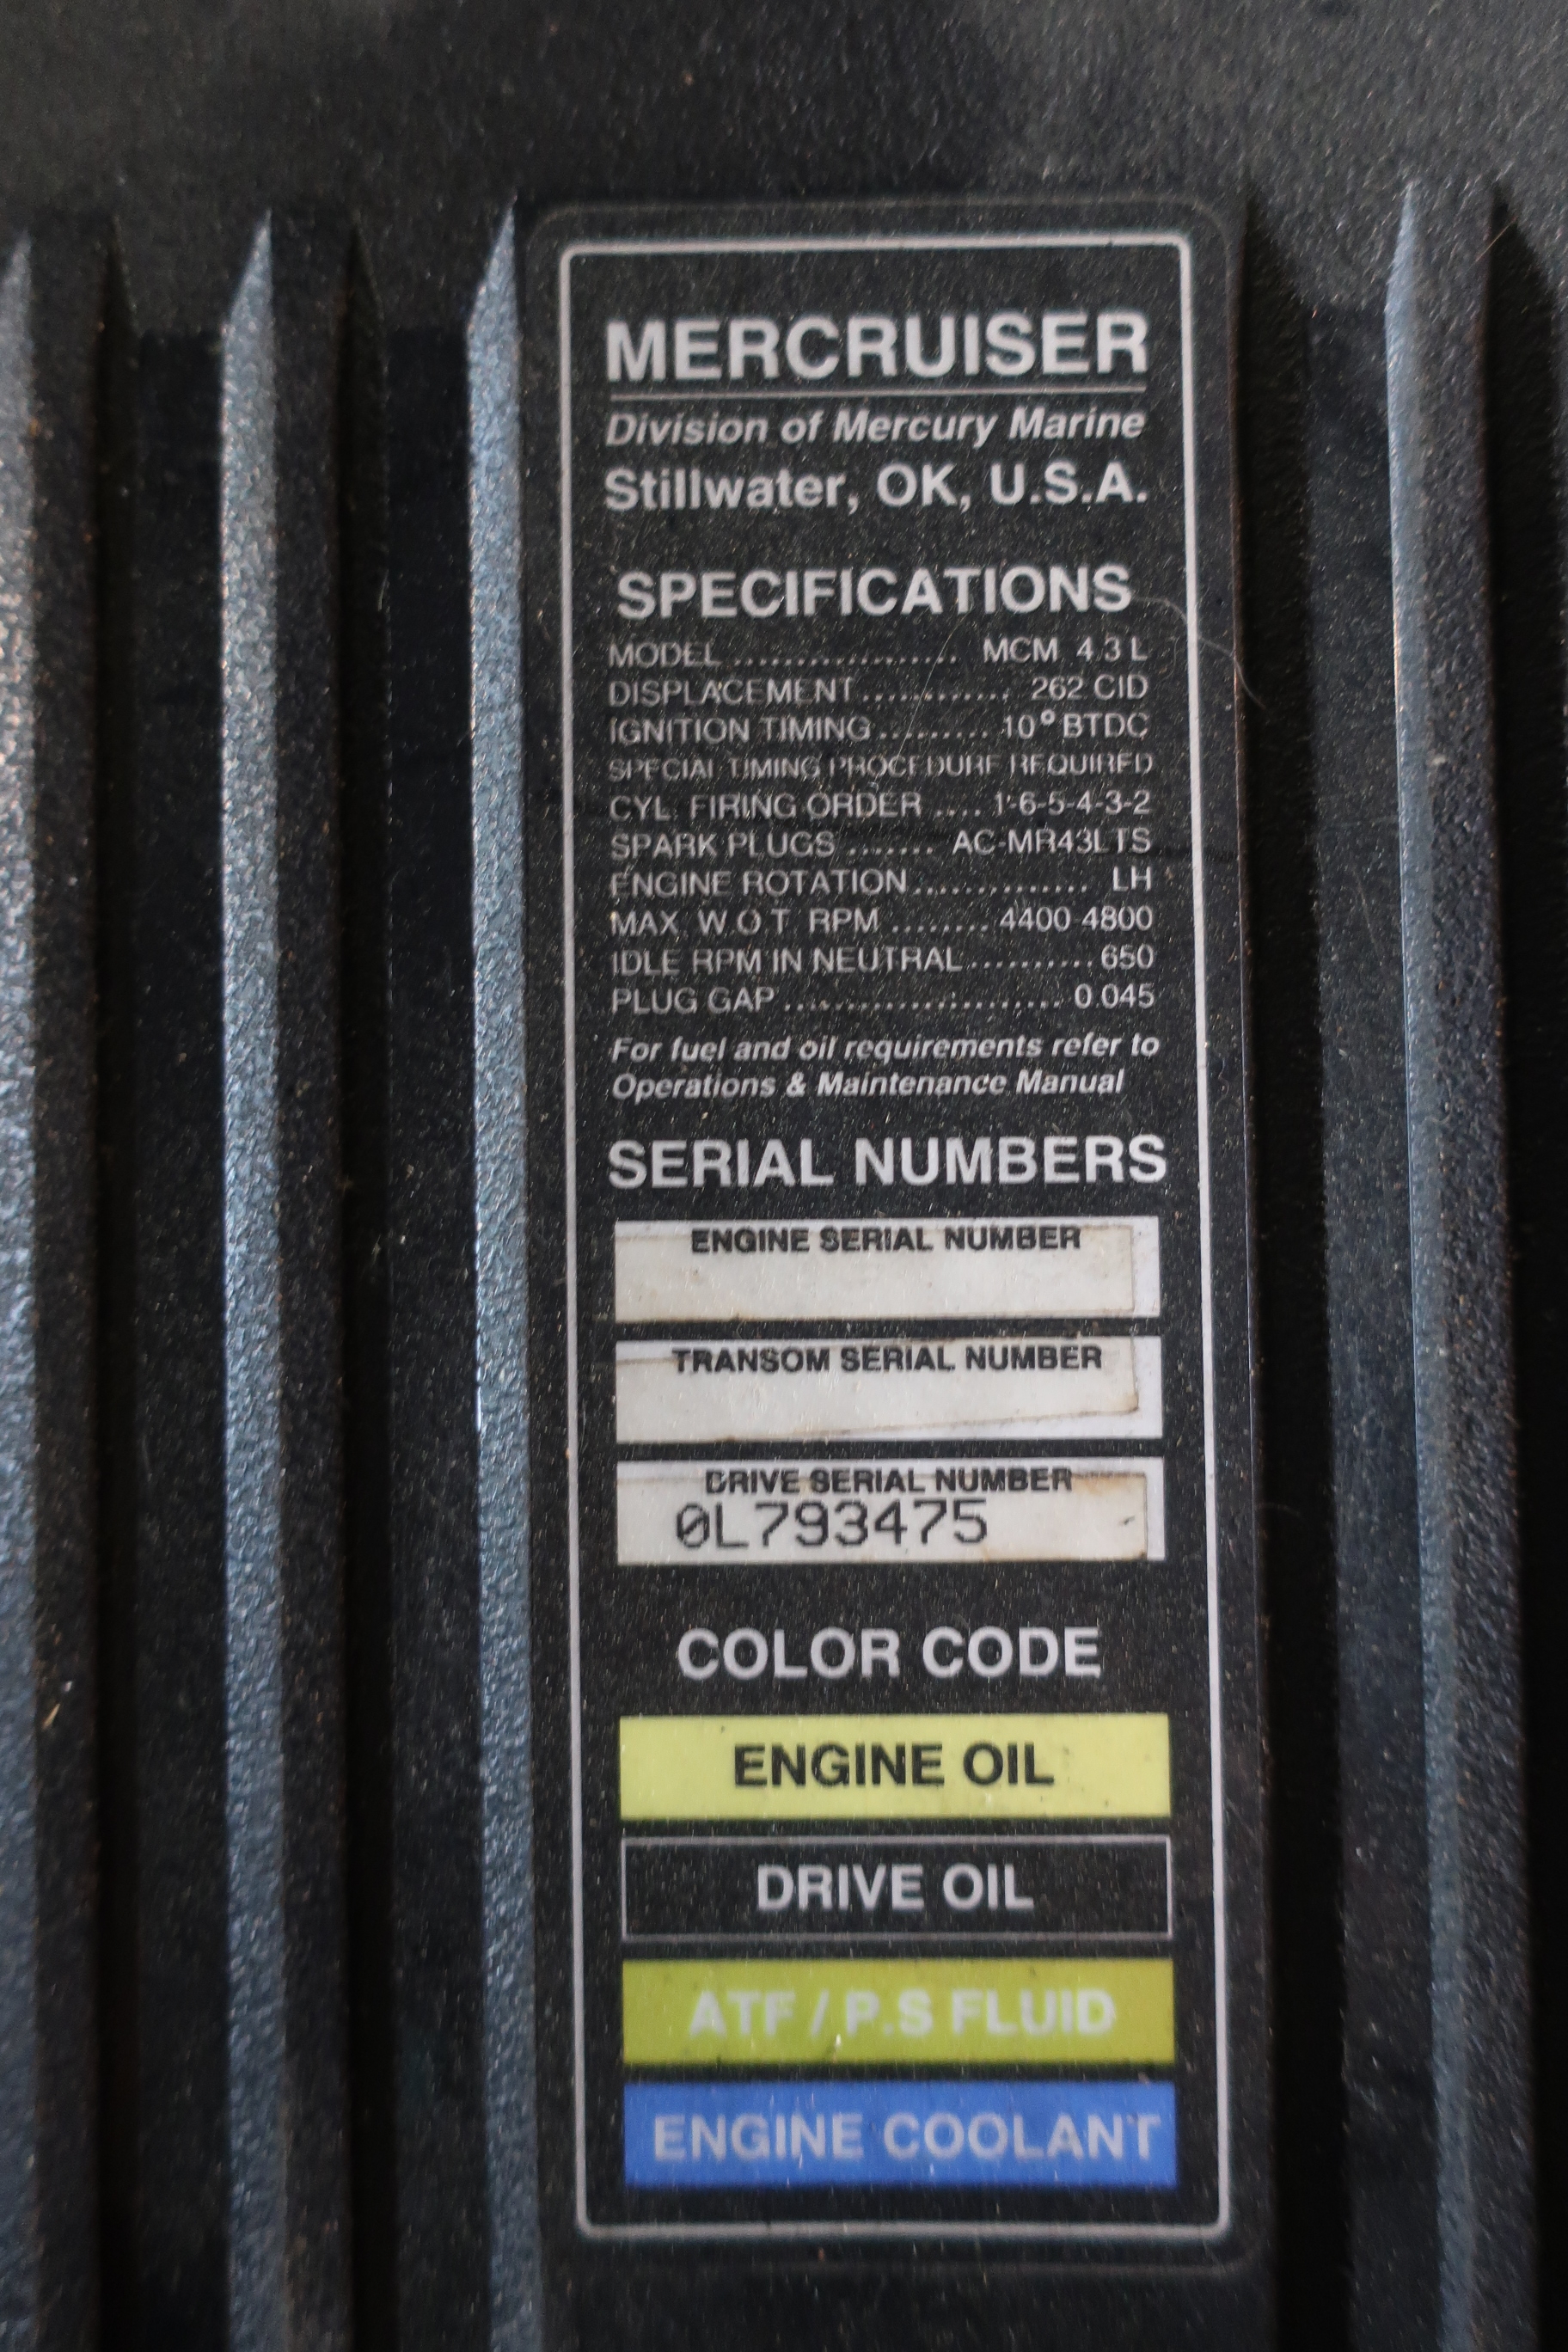 MERCRUISER
Division of Mercury Marine
Stillwater, OK, U.S.A.
SPECIFICATIONS
MODEL .................. MCM 4.3 L
DISPLACEMENT............ 262 CID
IGNITION TIMING ......... 10° BTDC
SPECIAL TIMING PROCEDURE REQUIRED
CYL. FIRING ORDER .... 1-6-5-4-3-2
SPARK PLUGS ....... AC-MR43LTS
ENGINE ROTATION.............. LH
MAX. W.O.T. RPM ........ 4400-4800
IDLE RPM IN NEUTRAL.......... 650
PLUG GAP ...................... 0.045
For fuel and oil requirements refer to
Operations & Maintenance Manual
SERIAL NUMBERS
ENGINE SERIAL NUMBER
TRANSOM SERIAL NUMBER
DRIVE SERIAL NUMBER
0L793475
COLOR CODE
ENGINE OIL
DRIVE OIL
ATF / P.S FLUID
ENGINE COOLANT